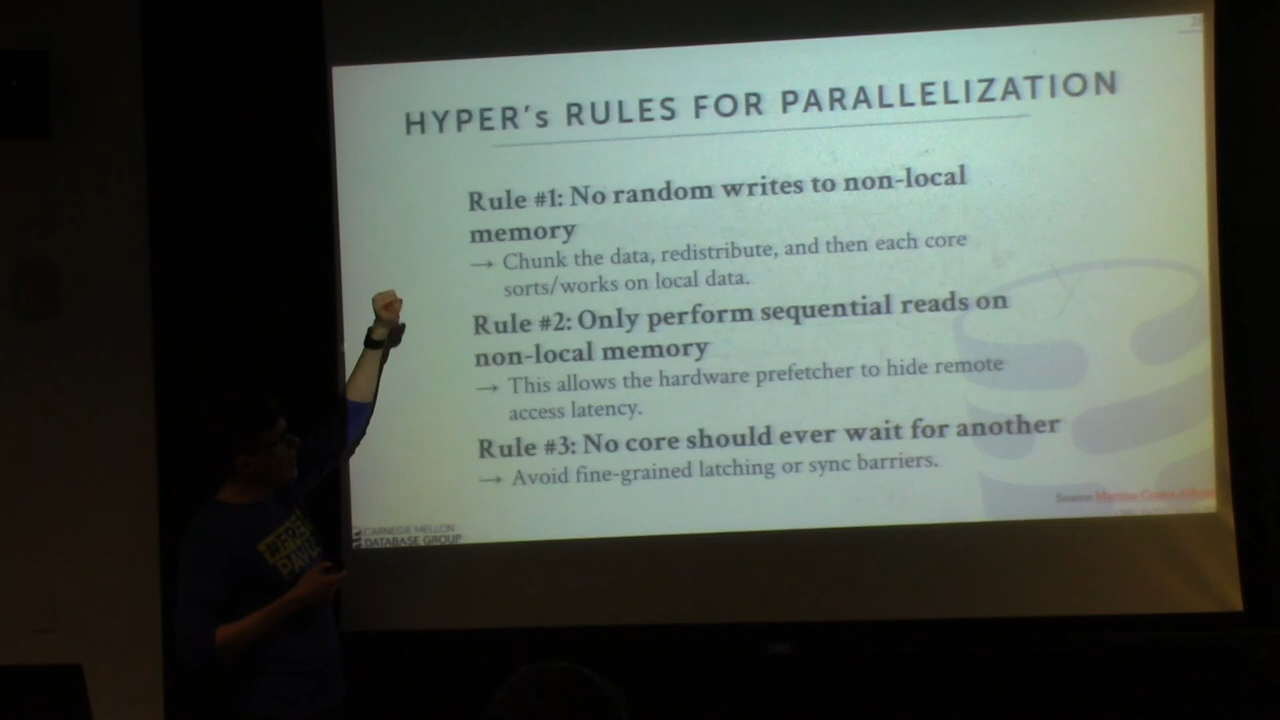 HYPER's RULES FOR PARALLELIZATION
Rule #1: No random writes to non-local
memory
→ Chunk the data, redistribute, and then each core
sorts/works on local data.
Rule #2: Only perform sequential reads on
non-local memory
→ This allows the hardware prefetcher to hide remote
access latency.
Rule #3: No core should ever wait for another
→ Avoid fine-grained latching or sync barriers.
Source:
CARNEGIE MELLON
DATABASE GROUP